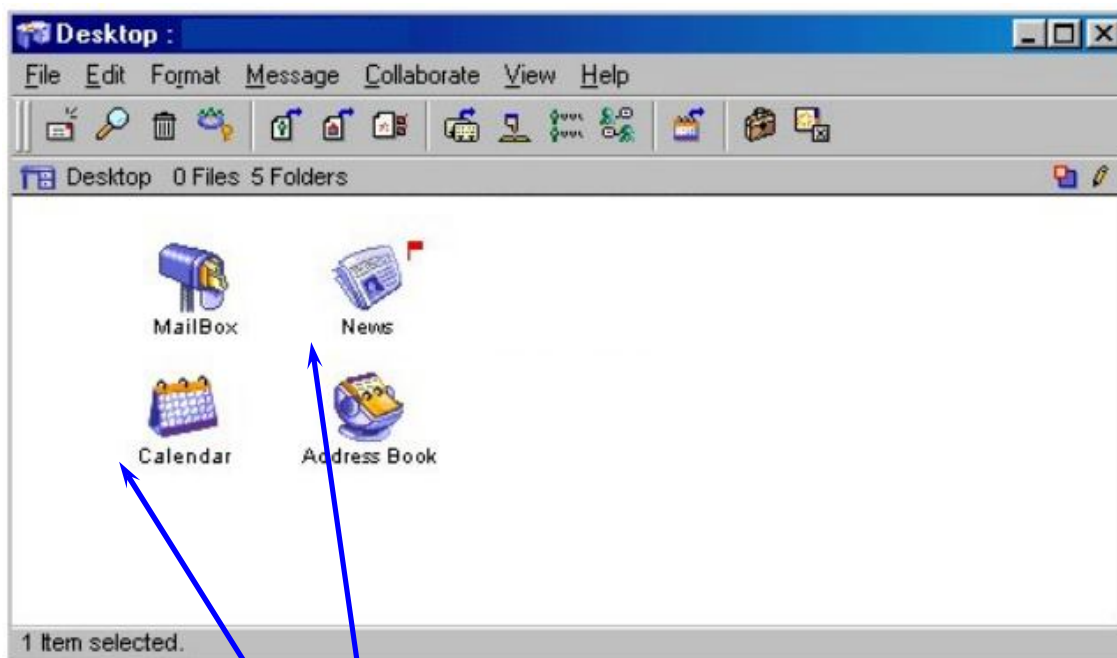 Desktop :
File Edit Format Message Collaborate View Help
Desktop 0 Files 5 Folders
MailBox News
Calendar Address Book
1 Item selected.